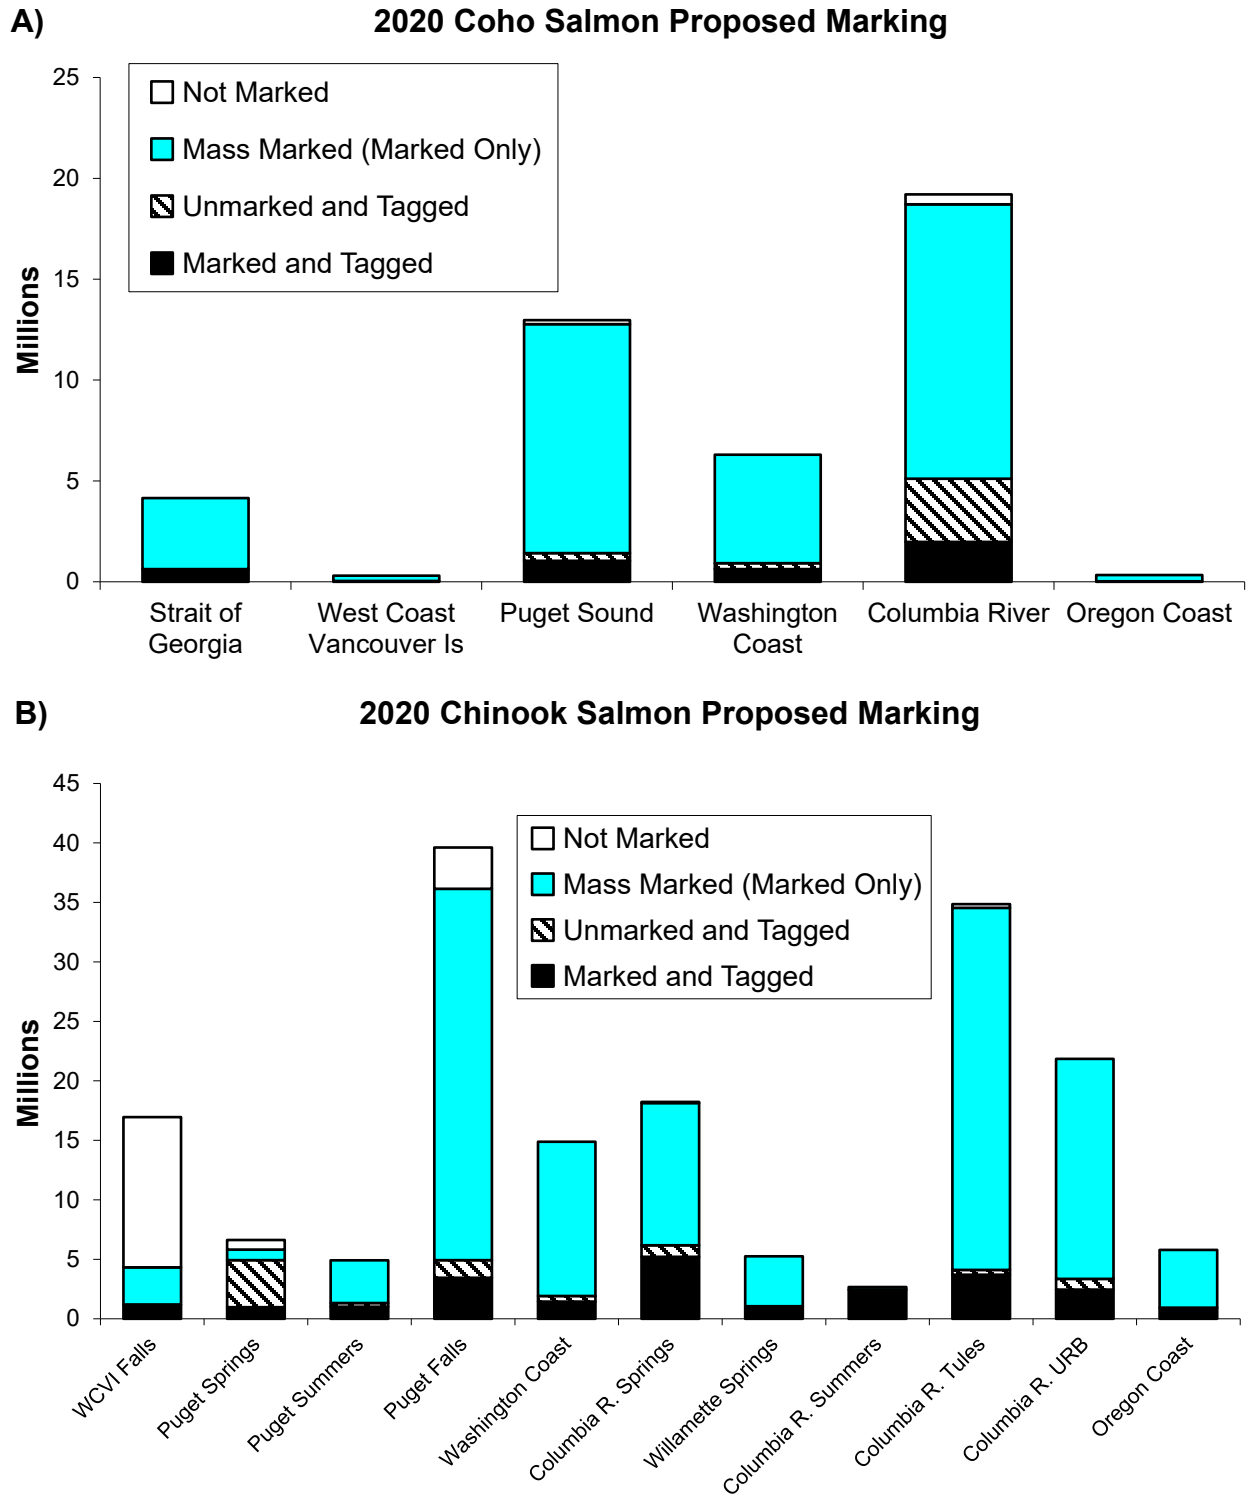 A)
2020 Coho Salmon Proposed Marking
25
20
15
10
5
0
Millions
Not Marked
Mass Marked (Marked Only)
Unmarked and Tagged
Marked and Tagged
Strait of
Georgia
West Coast
Vancouver Is
Puget Sound
Washington
Coast
Columbia River
Oregon Coast
B)
2020 Chinook Salmon Proposed Marking
45
40
35
30
25
20
15
10
5
0
Millions
Not Marked
Mass Marked (Marked Only)
Unmarked and Tagged
Marked and Tagged
WCVI Falls
Puget Springs
Puget Summers
Puget Falls
Washington Coast
Columbia R. Springs
Willamette Springs
Columbia R. Summers
Columbia R. Tules
Columbia R. URB
Oregon Coast